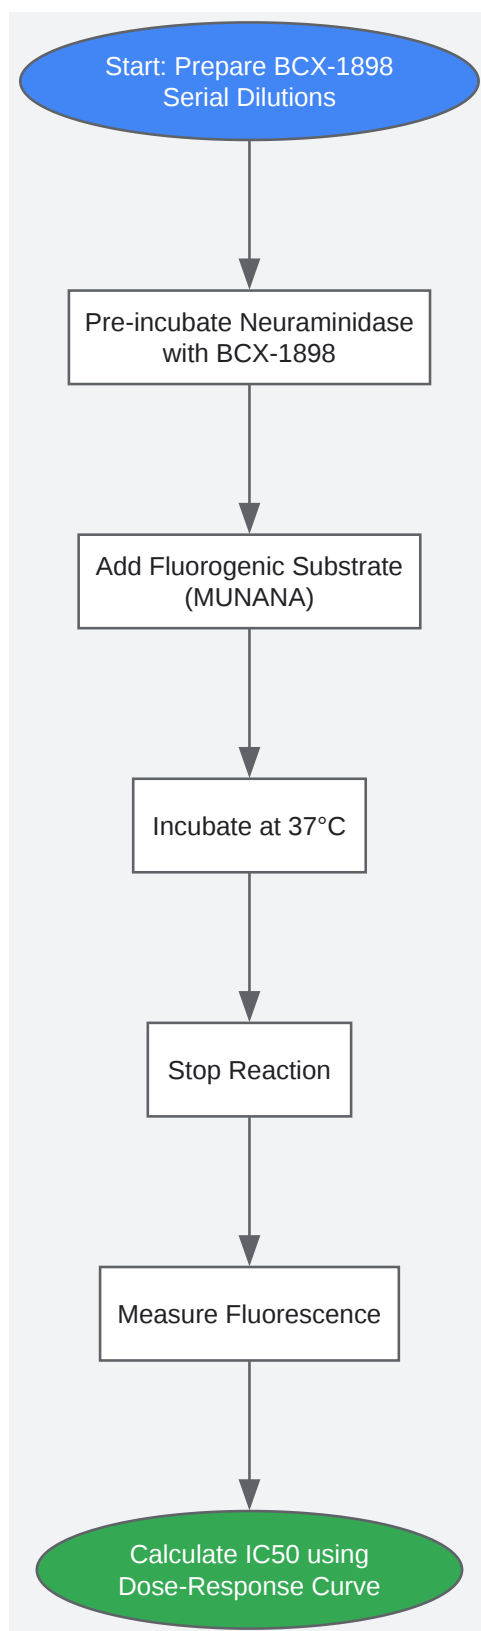 Start: Prepare BCX-1898
Serial Dilutions
Pre-incubate Neuraminidase
with BCX-1898
Add Fluorogenic Substrate
(MUNANA)
Incubate at 37°C
Stop Reaction
Measure Fluorescence
Calculate IC50 using
Dose-Response Curve